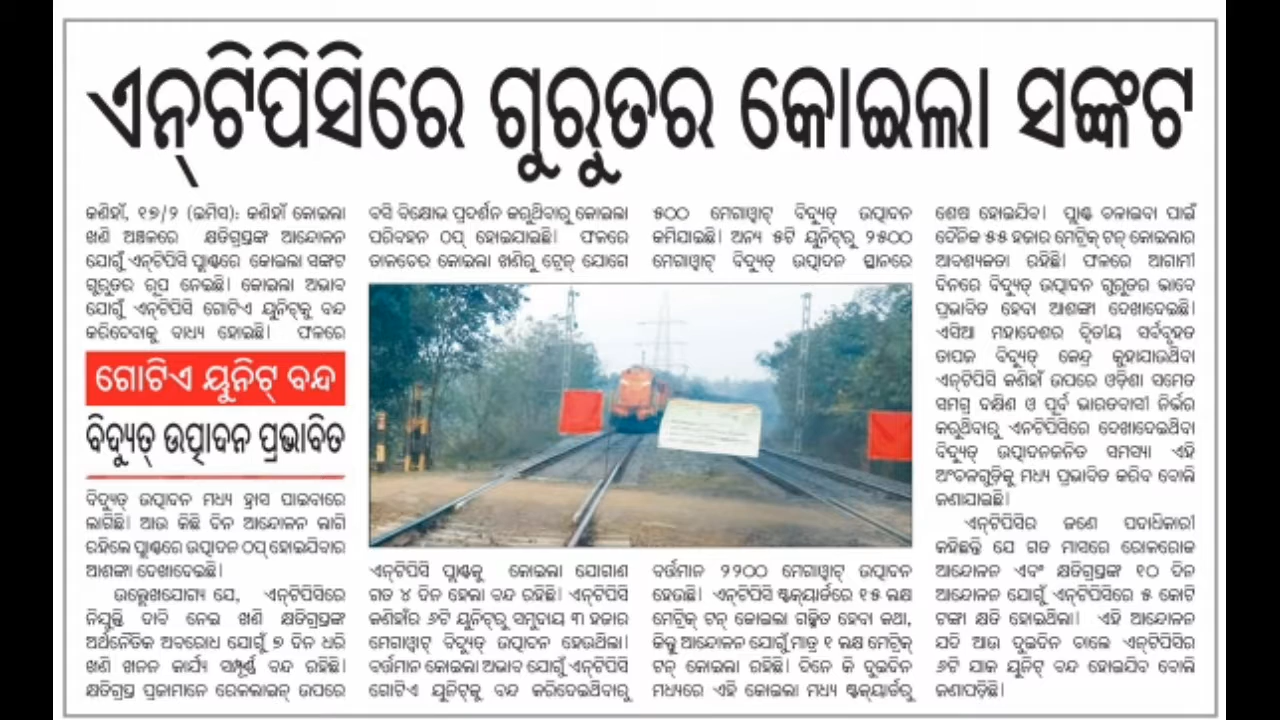 ଏନ୍‌ଟିପିସିରେ ଗୁରୁତର କୋଇଲା ସଙ୍କଟ
କଣିହାଁ, ୧୭/୨ (ଇମିସ): କଣିହାଁ କୋଇଲା
ଖଣି ଅଞ୍ଚଳରେ କ୍ଷତିଗ୍ରସ୍ତଙ୍କ ଆନ୍ଦୋଳନ
ଯୋଗୁଁ ଏନ୍‌ଟିପିସି ପ୍ଲାଣ୍ଟରେ କୋଇଲା ସଙ୍କଟ
ଗୁରୁତର ରୂପ ନେଇଛି। କୋଇଲା ଅଭାବ
ଯୋଗୁଁ ଏନ୍‌ଟିପିସି ଗୋଟିଏ ୟୁନିଟ୍‌କୁ ବନ୍ଦ
କରିଦେବାକୁ ବାଧ୍ୟ ହୋଇଛି। ଫଳରେ
ଗୋଟିଏ ୟୁନିଟ୍ ବନ୍ଦ
ବିଦ୍ୟୁତ୍ ଉତ୍ପାଦନ ପ୍ରଭାବିତ
ବିଦ୍ୟୁତ୍ ଉତ୍ପାଦନ ମଧ୍ୟ ହ୍ରାସ ପାଇବାରେ
ଲାଗିଛି। ଆଉ କିଛି ଦିନ ଆନ୍ଦୋଳନ ଲାଗି
ରହିଲେ ପ୍ଲାଣ୍ଟରେ ଉତ୍ପାଦନ ଠପ୍ ହୋଇଯିବାର
ଆଶଙ୍କା ଦେଖାଦେଇଛି।
ଉଲ୍ଲେଖଯୋଗ୍ୟ ଯେ, ଏନ୍‌ଟିପିସିରେ
ନିଯୁକ୍ତି ଦାବି ନେଇ ଖଣି କ୍ଷତିଗ୍ରସ୍ତଙ୍କ
ଅର୍ଥନୈତିକ ଅବରୋଧ ଯୋଗୁଁ ୭ ଦିନ ଧରି
ଖଣି ଖନନ କାର୍ଯ୍ୟ ସମ୍ପୂର୍ଣ୍ଣ ବନ୍ଦ ରହିଛି।
କ୍ଷତିଗ୍ରସ୍ତ ପ୍ରଜାମାନେ ରେଳଲାଇନ୍ ଉପରେ
ବସି ବିକ୍ଷୋଭ ପ୍ରଦର୍ଶନ କରୁଥିବାରୁ କୋଇଲା
ପରିବହନ ଠପ୍ ହୋଇଯାଇଛି। ଫଳରେ
ତାଳଚେର କୋଇଲା ଖଣିରୁ ଟ୍ରେନ୍ ଯୋଗେ
ଏନ୍‌ଟିପିସି ପ୍ଲାଣ୍ଟକୁ କୋଇଲା ଯୋଗାଣ
ଗତ ୪ ଦିନ ହେଲା ବନ୍ଦ ରହିଛି। ଏନ୍‌ଟିପିସି
କଣିହାଁର ୬ଟି ୟୁନିଟ୍‌ରୁ ସମୁଦାୟ ୩ ହଜାର
ମେଗାୱାଟ୍ ବିଦ୍ୟୁତ୍ ଉତ୍ପାଦନ ହେଉଥିଲା।
ବର୍ତ୍ତମାନ କୋଇଲା ଅଭାବ ଯୋଗୁଁ ଏନ୍‌ଟିପିସି
ଗୋଟିଏ ୟୁନିଟ୍‌କୁ ବନ୍ଦ କରିଦେଇଥିବାରୁ
୫୦୦ ମେଗାୱାଟ୍ ବିଦ୍ୟୁତ୍ ଉତ୍ପାଦନ
କମିଯାଇଛି। ଅନ୍ୟ ୫ଟି ୟୁନିଟ୍‌ରୁ ୨୫୦୦
ମେଗାୱାଟ୍ ବିଦ୍ୟୁତ୍ ଉତ୍ପାଦନ ସ୍ଥାନରେ
ବର୍ତ୍ତମାନ ୨୨୦୦ ମେଗାୱାଟ୍ ଉତ୍ପାଦନ
ହେଉଛି। ଏନ୍‌ଟିପିସି ଷ୍ଟକ୍‌ୟାର୍ଡରେ ୧୫ ଲକ୍ଷ
ମେଟ୍ରିକ୍ ଟନ୍ କୋଇଲା ଗଚ୍ଛିତ ହେବା କଥା,
କିନ୍ତୁ ଆନ୍ଦୋଳନ ଯୋଗୁଁ ମାତ୍ର ୧ ଲକ୍ଷ ମେଟ୍ରିକ୍
ଟନ୍ କୋଇଲା ରହିଛି। ଦିନେ କି ଦୁଇଦିନ
ମଧ୍ୟରେ ଏହି କୋଇଲା ମଧ୍ୟ ଷ୍ଟକ୍‌ୟାର୍ଡରୁ
ଶେଷ ହୋଇଯିବ। ପ୍ଲାଣ୍ଟ ଚଳାଇବା ପାଇଁ
ଦୈନିକ ୫୫ ହଜାର ମେଟ୍ରିକ୍ ଟନ୍ କୋଇଲାର
ଆବଶ୍ୟକତା ରହିଛି। ଫଳରେ ଆଗାମୀ
ଦିନରେ ବିଦ୍ୟୁତ୍ ଉତ୍ପାଦନ ଗୁରୁତର ଭାବେ
ପ୍ରଭାବିତ ହେବା ଆଶଙ୍କା ଦେଖାଦେଇଛି।
ଏସିଆ ମହାଦେଶର ଦ୍ୱିତୀୟ ସର୍ବବୃହତ
ତାପଜ ବିଦ୍ୟୁତ୍ କେନ୍ଦ୍ର କୁହାଯାଉଥିବା
ଏନ୍‌ଟିପିସି କଣିହାଁ ଉପରେ ଓଡ଼ିଶା ସମେତ
ସମଗ୍ର ଦକ୍ଷିଣ ଓ ପୂର୍ବ ଭାରତବାସୀ ନିର୍ଭର
କରୁଥିବାରୁ ଏନଟିପିସିରେ ଦେଖାଦେଇଥିବା
ବିଦ୍ୟୁତ୍ ଉତ୍ପାଦନଜନିତ ସମସ୍ୟା ଏହି
ଅଂଚଳଗୁଡ଼ିକୁ ମଧ୍ୟ ପ୍ରଭାବିତ କରିବ ବୋଲି
ଜଣାଯାଇଛି।
ଏନ୍‌ଟିପିସିର ଜଣେ ପଦାଧିକାରୀ
କହିଛନ୍ତି ଯେ ଗତ ମାସରେ ରୋଜରୋଜ
ଆନ୍ଦୋଳନ ଏବଂ କ୍ଷତିଗ୍ରସ୍ତଙ୍କ ୧୦ ଦିନ
ଆନ୍ଦୋଳନ ଯୋଗୁଁ ଏନ୍‌ଟିପିସିରେ ୫ କୋଟି
ଟଙ୍କା କ୍ଷତି ହୋଇଥିଲା। ଏହି ଆନ୍ଦୋଳନ
ଯଦି ଆଉ ଦୁଇଦିନ ଚାଲେ ଏନ୍‌ଟିପିସିର
୬ଟି ଯାକ ୟୁନିଟ୍ ବନ୍ଦ ହୋଇଯିବ ବୋଲି
ଜଣାପଡ଼ିଛି।